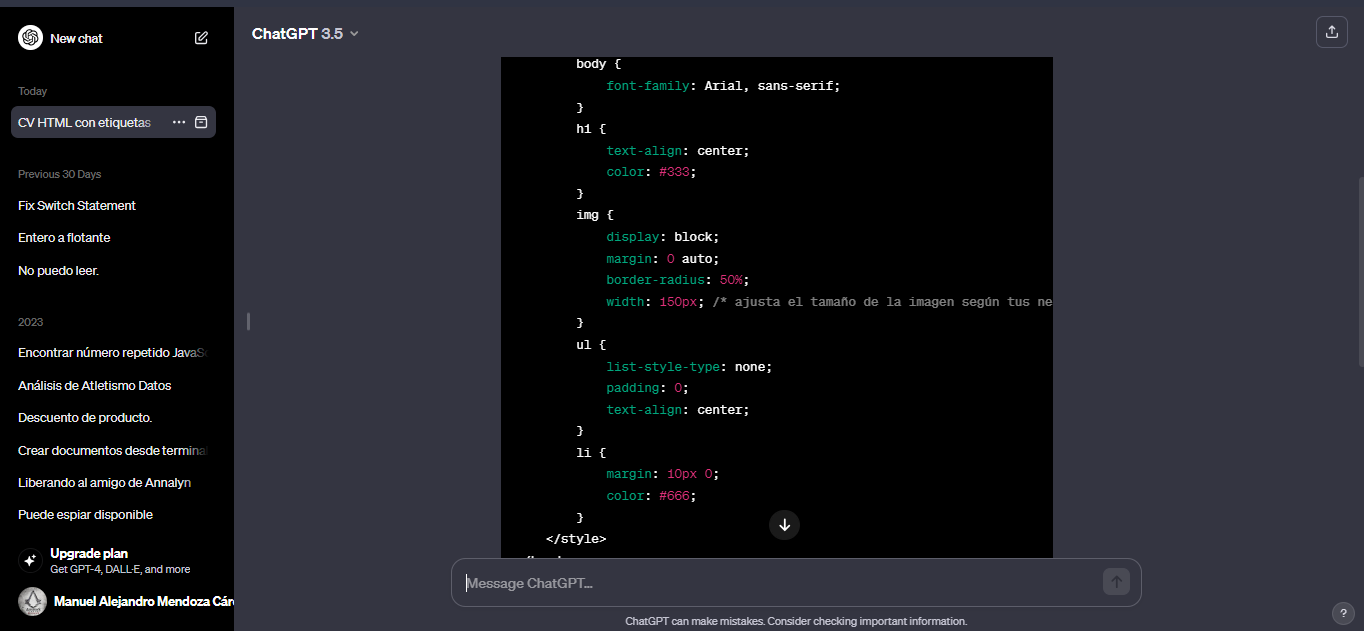 New chat
Today
CV HTML con etiquetas
Previous 30 Days
Fix Switch Statement
Entero a flotante
No puedo leer.
2023
Encontrar número repetido JavaSc
Análisis de Atletismo Datos
Descuento de producto.
Crear documentos desde termina
Liberando al amigo de Annalyn
Puede espiar disponible
Upgrade plan
Get GPT-4, DALL·E, and more
Manuel Alejandro Mendoza Cár
ChatGPT 3.5
body {
font-family: Arial, sans-serif;
}
h1 {
text-align: center;
color: #333;
}
img {
display: block;
margin: 0 auto;
border-radius: 50%;
width: 150px; /* ajusta el tamaño de la imagen según tus ne
}
ul {
list-style-type: none;
padding: 0;
text-align: center;
}
li {
margin: 10px 0;
color: #666;
}
</style>
Message ChatGPT...
ChatGPT can make mistakes. Consider checking important information.
?